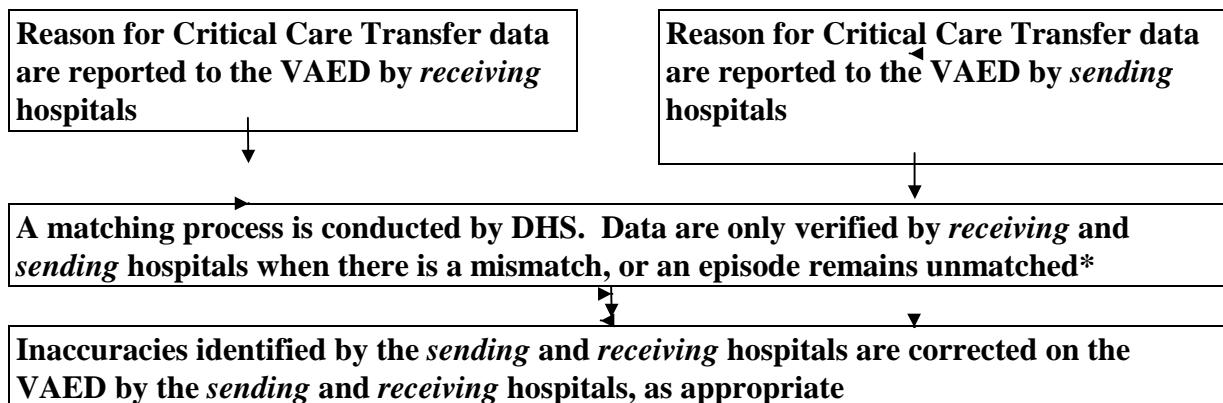 Reason for Critical Care Transfer data
are reported to the VAED by receiving
hospitals
Reason for Critical Care Transfer data
are reported to the VAED by sending
hospitals
A matching process is conducted by DHS.  Data are only verified by receiving and
sending hospitals when there is a mismatch, or an episode remains unmatched*
Inaccuracies identified by the sending and receiving hospitals are corrected on the
VAED by the sending and receiving hospitals, as appropriate